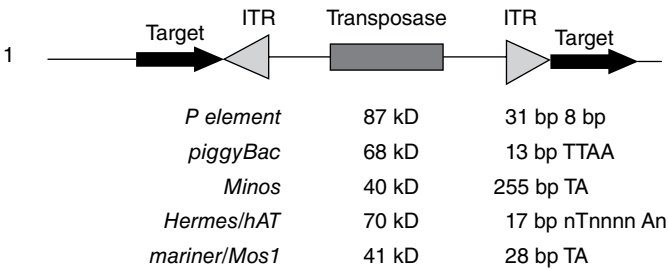 ITR Transposase ITR
Target Target
1
P element 87 kD 31 bp 8 bp
piggyBac 68 kD 13 bp TTAA
Minos 40 kD 255 bp TA
Hermes/hAT 70 kD 17 bp nTnnnn An
mariner/Mos1 41 kD 28 bp TA